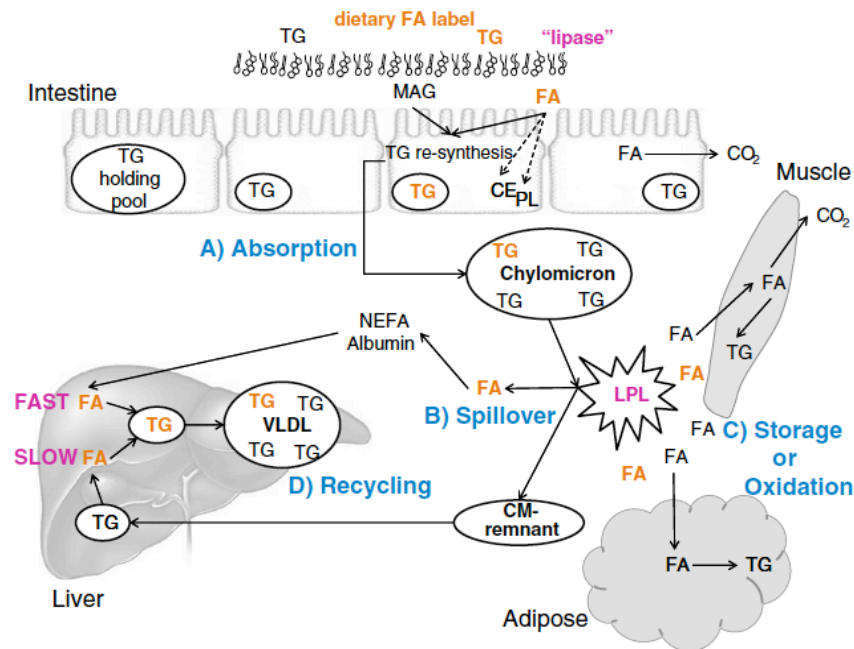 dietary FA label
TG
TG
“lipase”
Intestine
MAG
FA
TG
holding
pool
TG
TG re-synthesis
TG
CE
PL
FA
CO2
TG
Muscle
CO2
FA
TG
A) Absorption
TG
TG
Chylomicron
TG
TG
NEFA
Albumin
FA
FA
LPL
FA
B) Spillover
FA
C) Storage
or
Oxidation
FA
FA
FAST
FA
TG
SLOW
FA
TG
TG
VLDL
TG
TG
D) Recycling
TG
CM-
remnant
FA
TG
Liver
Adipose